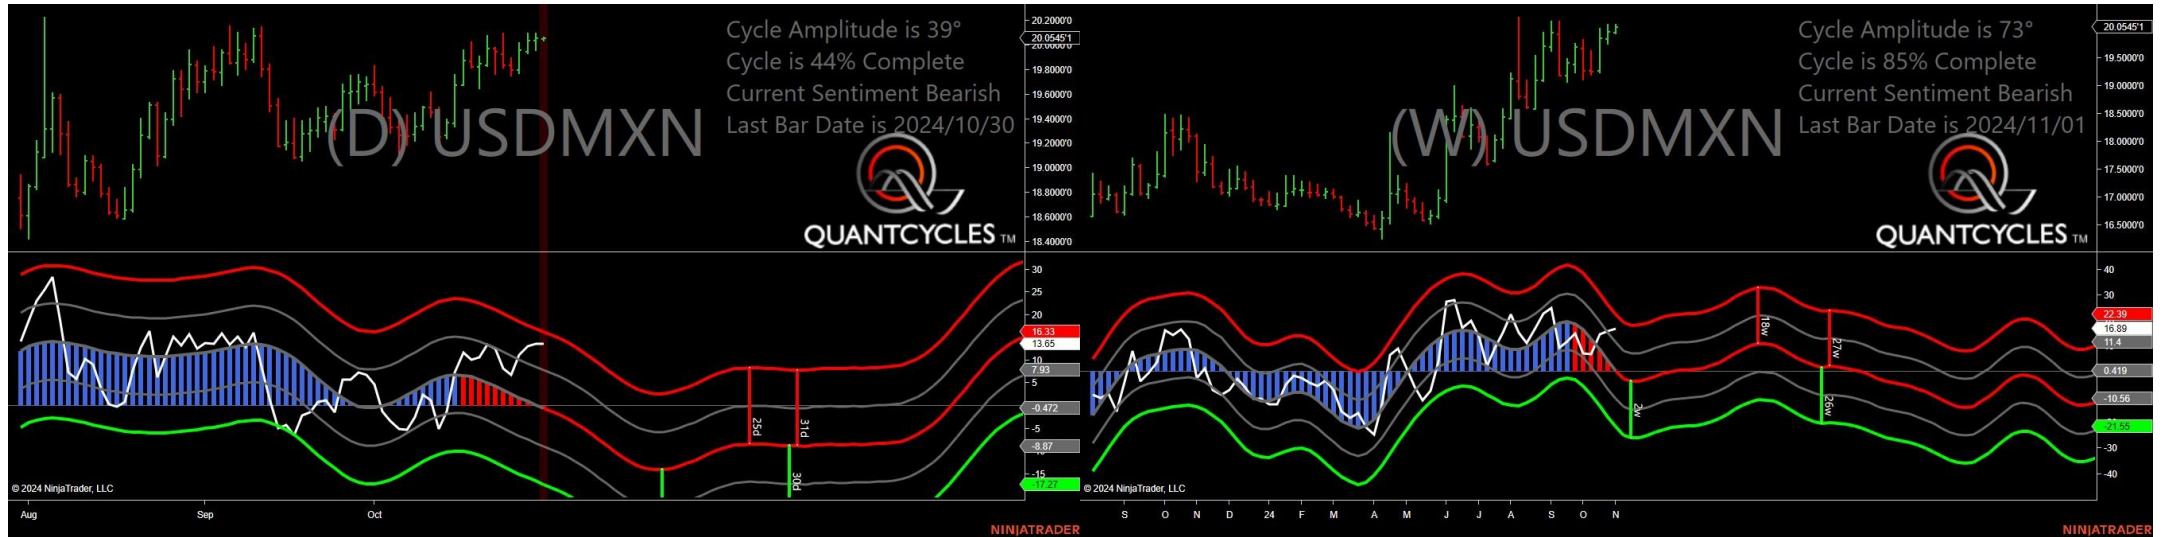 Cycle Amplitude is 39°
Cycle is 44% Complete
Current Sentiment Bearish
Last Bar Date is 2024/10/30
(D) USDMXN
QUANTCYCLES TM
20.2000'0
20.0545'1
20.0000'0
19.8000'0
19.6000'0
19.4000'0
19.2000'0
19.0000'0
18.8000'0
18.6000'0
18.4000'0
30
25
20
16.33
13.65
10
7.93
5
-0.472
-5
-8.87
-15
-17.27
25d
31d
30d
© 2024 NinjaTrader, LLC
Aug
Sep
Oct
NINJATRADER
Cycle Amplitude is 73°
Cycle is 85% Complete
Current Sentiment Bearish
Last Bar Date is 2024/11/01
(W) USDMXN
QUANTCYCLES TM
20.0545'1
19.5000'0
19.0000'0
18.5000'0
18.0000'0
17.5000'0
17.0000'0
16.5000'0
40
30
22.39
16.89
11.4
0.419
-10.56
-21.55
-30
-40
18w
27w
2w
26w
© 2024 NinjaTrader, LLC
S O N D 24 F M A M J J A S O N
NINJATRADER